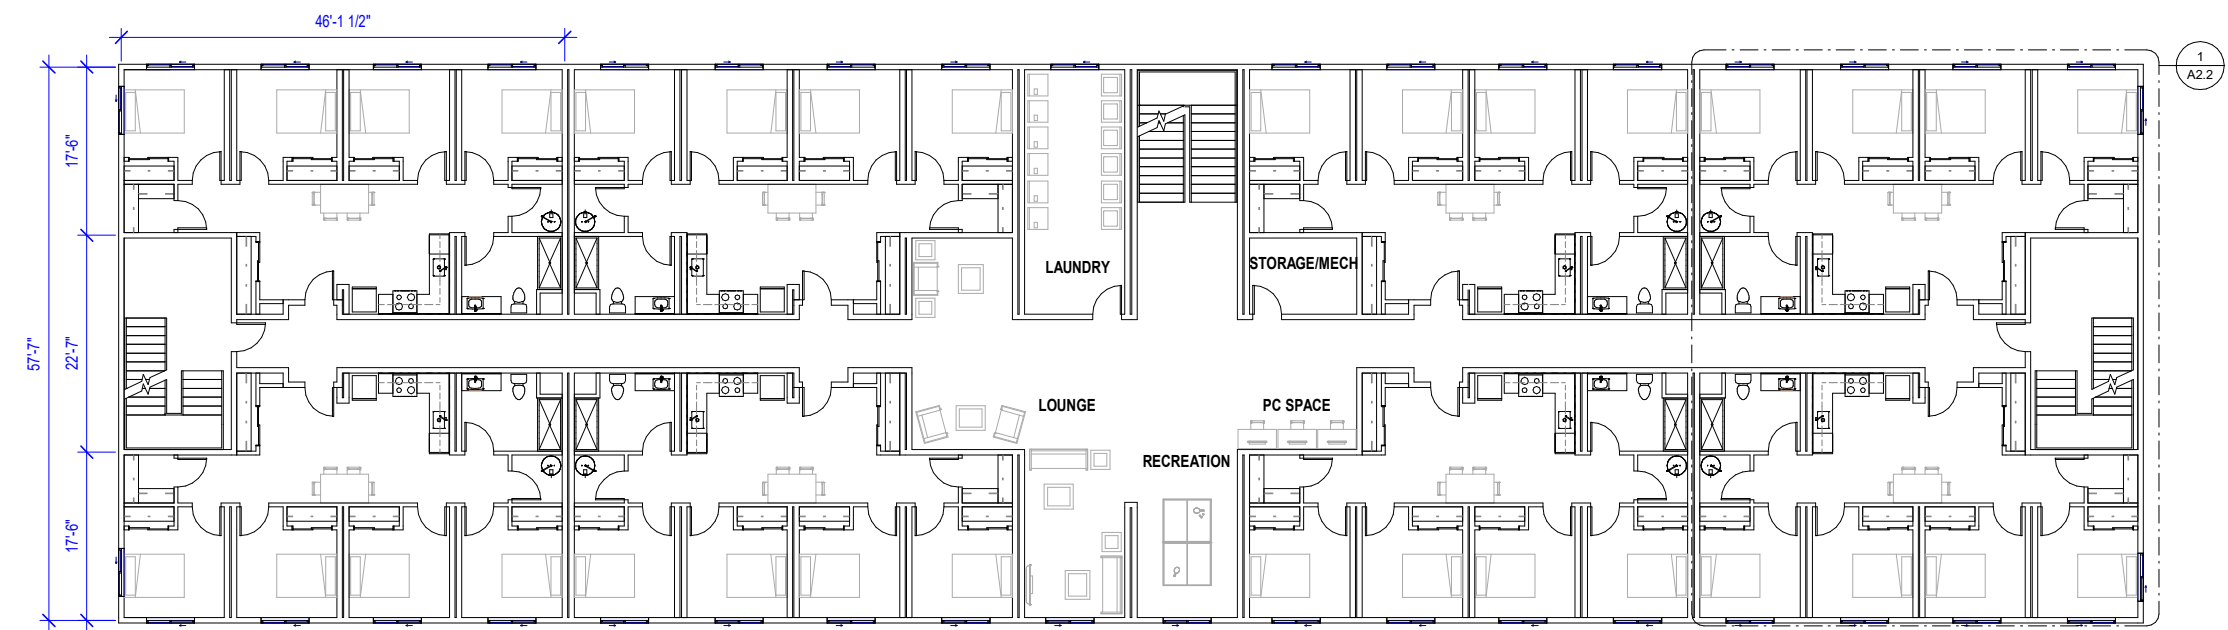 46'-1 1/2"
1
A2.2
17'-6"
57'-7"
22'-7"
17'-6"
LAUNDRY
STORAGE/MECH
LOUNGE
PC SPACE
RECREATION